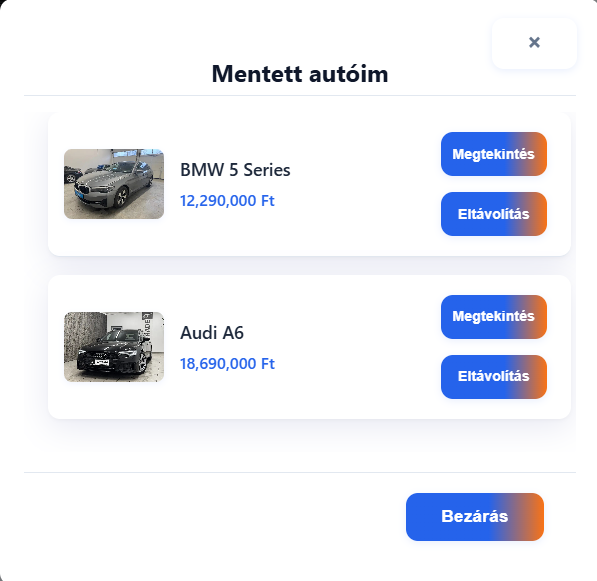 ×
Mentett autóim
BMW 5 Series
12,290,000 Ft
Megtekintés
Eltávolítás
Audi A6
18,690,000 Ft
Megtekintés
Eltávolítás
Bezárás